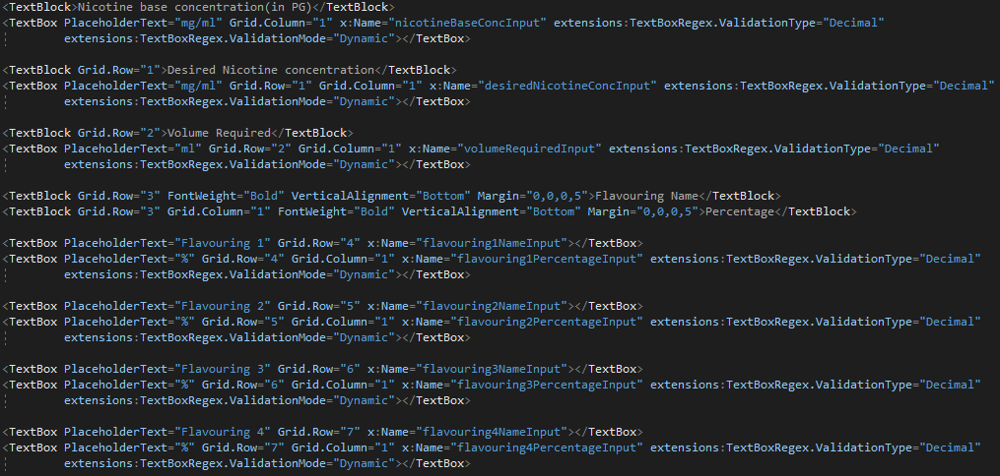 <TextBlock>Nicotine base concentration(in PG)</TextBlock>
<TextBox PlaceholderText="mg/ml" Grid.Column="1" x:Name="nicotineBaseConcInput" extensions:TextBoxRegex.ValidationType="Decimal"
extensions:TextBoxRegex.ValidationMode="Dynamic"></TextBox>
<TextBlock Grid.Row="1">Desired Nicotine concentration</TextBlock>
<TextBox PlaceholderText="mg/ml" Grid.Row="1" Grid.Column="1" x:Name="desiredNicotineConcInput" extensions:TextBoxRegex.ValidationType="Decimal"
extensions:TextBoxRegex.ValidationMode="Dynamic"></TextBox>
<TextBlock Grid.Row="2">Volume Required</TextBlock>
<TextBox PlaceholderText="ml" Grid.Row="2" Grid.Column="1" x:Name="volumeRequiredInput" extensions:TextBoxRegex.ValidationType="Decimal"
extensions:TextBoxRegex.ValidationMode="Dynamic"></TextBox>
<TextBlock Grid.Row="3" FontWeight="Bold" VerticalAlignment="Bottom" Margin="0,0,0,5">Flavouring Name</TextBlock>
<TextBlock Grid.Row="3" Grid.Column="1" FontWeight="Bold" VerticalAlignment="Bottom" Margin="0,0,0,5">Percentage</TextBlock>
<TextBox PlaceholderText="Flavouring 1" Grid.Row="4" x:Name="flavouring1NameInput"></TextBox>
<TextBox PlaceholderText="%" Grid.Row="4" Grid.Column="1" x:Name="flavouring1PercentageInput" extensions:TextBoxRegex.ValidationType="Decimal"
extensions:TextBoxRegex.ValidationMode="Dynamic"></TextBox>
<TextBox PlaceholderText="Flavouring 2" Grid.Row="5" x:Name="flavouring2NameInput"></TextBox>
<TextBox PlaceholderText="%" Grid.Row="5" Grid.Column="1" x:Name="flavouring2PercentageInput" extensions:TextBoxRegex.ValidationType="Decimal"
extensions:TextBoxRegex.ValidationMode="Dynamic"></TextBox>
<TextBox PlaceholderText="Flavouring 3" Grid.Row="6" x:Name="flavouring3NameInput"></TextBox>
<TextBox PlaceholderText="%" Grid.Row="6" Grid.Column="1" x:Name="flavouring3PercentageInput" extensions:TextBoxRegex.ValidationType="Decimal"
extensions:TextBoxRegex.ValidationMode="Dynamic"></TextBox>
<TextBox PlaceholderText="Flavouring 4" Grid.Row="7" x:Name="flavouring4NameInput"></TextBox>
<TextBox PlaceholderText="%" Grid.Row="7" Grid.Column="1" x:Name="flavouring4PercentageInput" extensions:TextBoxRegex.ValidationType="Decimal"
extensions:TextBoxRegex.ValidationMode="Dynamic"></TextBox>